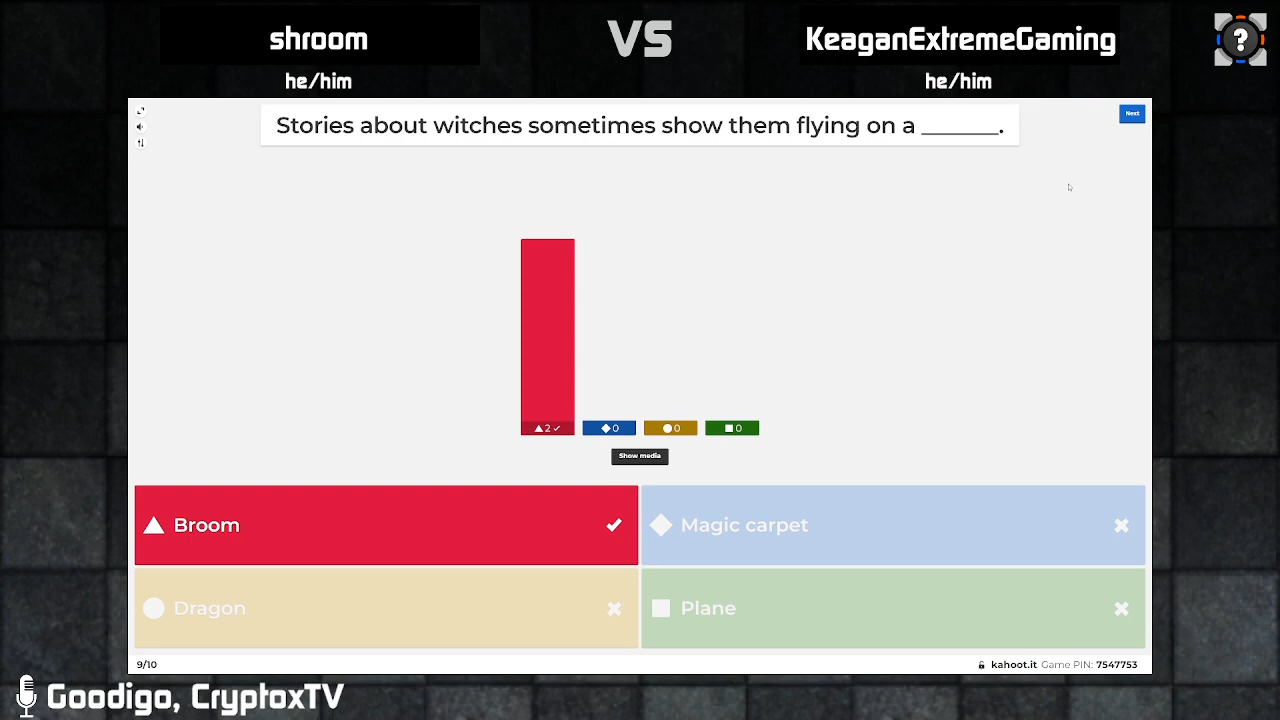 shroom
VS
KeaganExtremeGaming
he/him
he/him
Stories about witches sometimes show them flying on a _______.
Next
2
0
0
0
Show media
Broom
Magic carpet
Dragon
Plane
9/10
kahoot.it Game PIN: 7547753
Goodigo, CryptoxTV
?